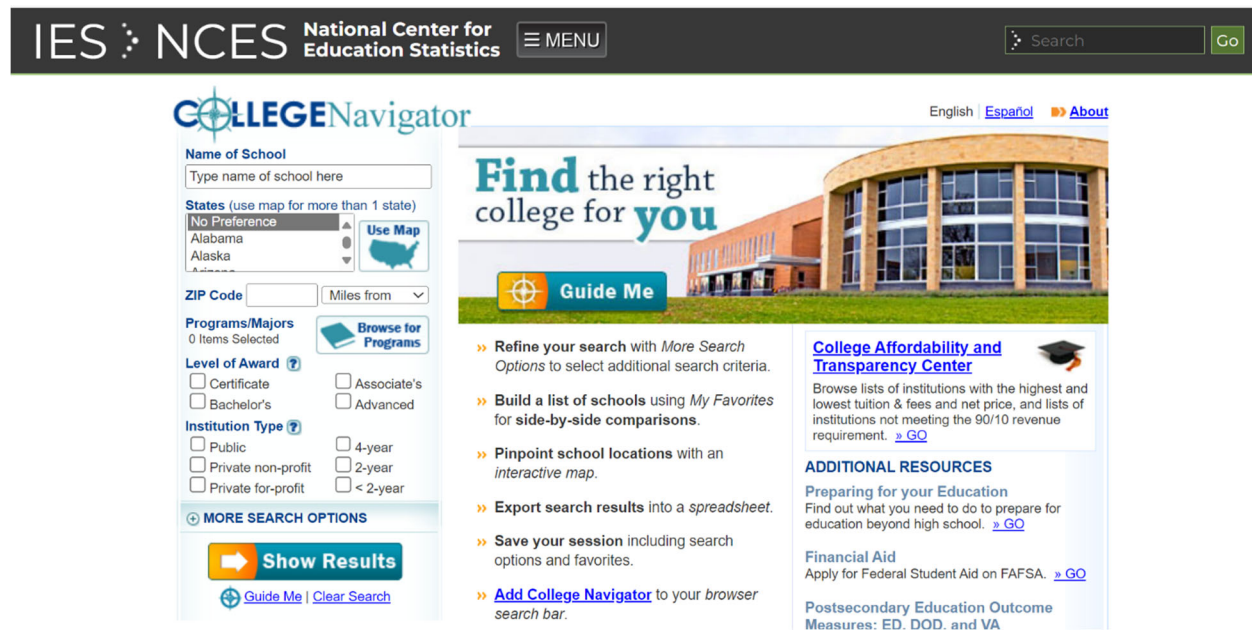 IES NCES National Center for
Education Statistics
☰ MENU
Search
Go
COLLEGENavigator
English Español About
Name of School
Type name of school here
States (use map for more than 1 state)
No Preference
Alabama
Alaska
Arizona
Use Map
ZIP Code
Miles from
Programs/Majors
0 Items Selected
Browse for
Programs
Level of Award ?
Certificate
Associate's
Bachelor's
Advanced
Institution Type ?
Public
4-year
Private non-profit
2-year
Private for-profit
< 2-year
MORE SEARCH OPTIONS
Show Results
Guide Me | Clear Search
Find the right
college for you
Guide Me
» Refine your search with More Search
Options to select additional search criteria.
» Build a list of schools using My Favorites
for side-by-side comparisons.
» Pinpoint school locations with an
interactive map.
» Export search results into a spreadsheet.
» Save your session including search
options and favorites.
» Add College Navigator to your browser
search bar.
College Affordability and
Transparency Center
Browse lists of institutions with the highest and
lowest tuition & fees and net price, and lists of
institutions not meeting the 90/10 revenue
requirement. » GO
ADDITIONAL RESOURCES
Preparing for your Education
Find out what you need to do to prepare for
education beyond high school. » GO
Financial Aid
Apply for Federal Student Aid on FAFSA. » GO
Postsecondary Education Outcome
Measures: ED, DOD, and VA